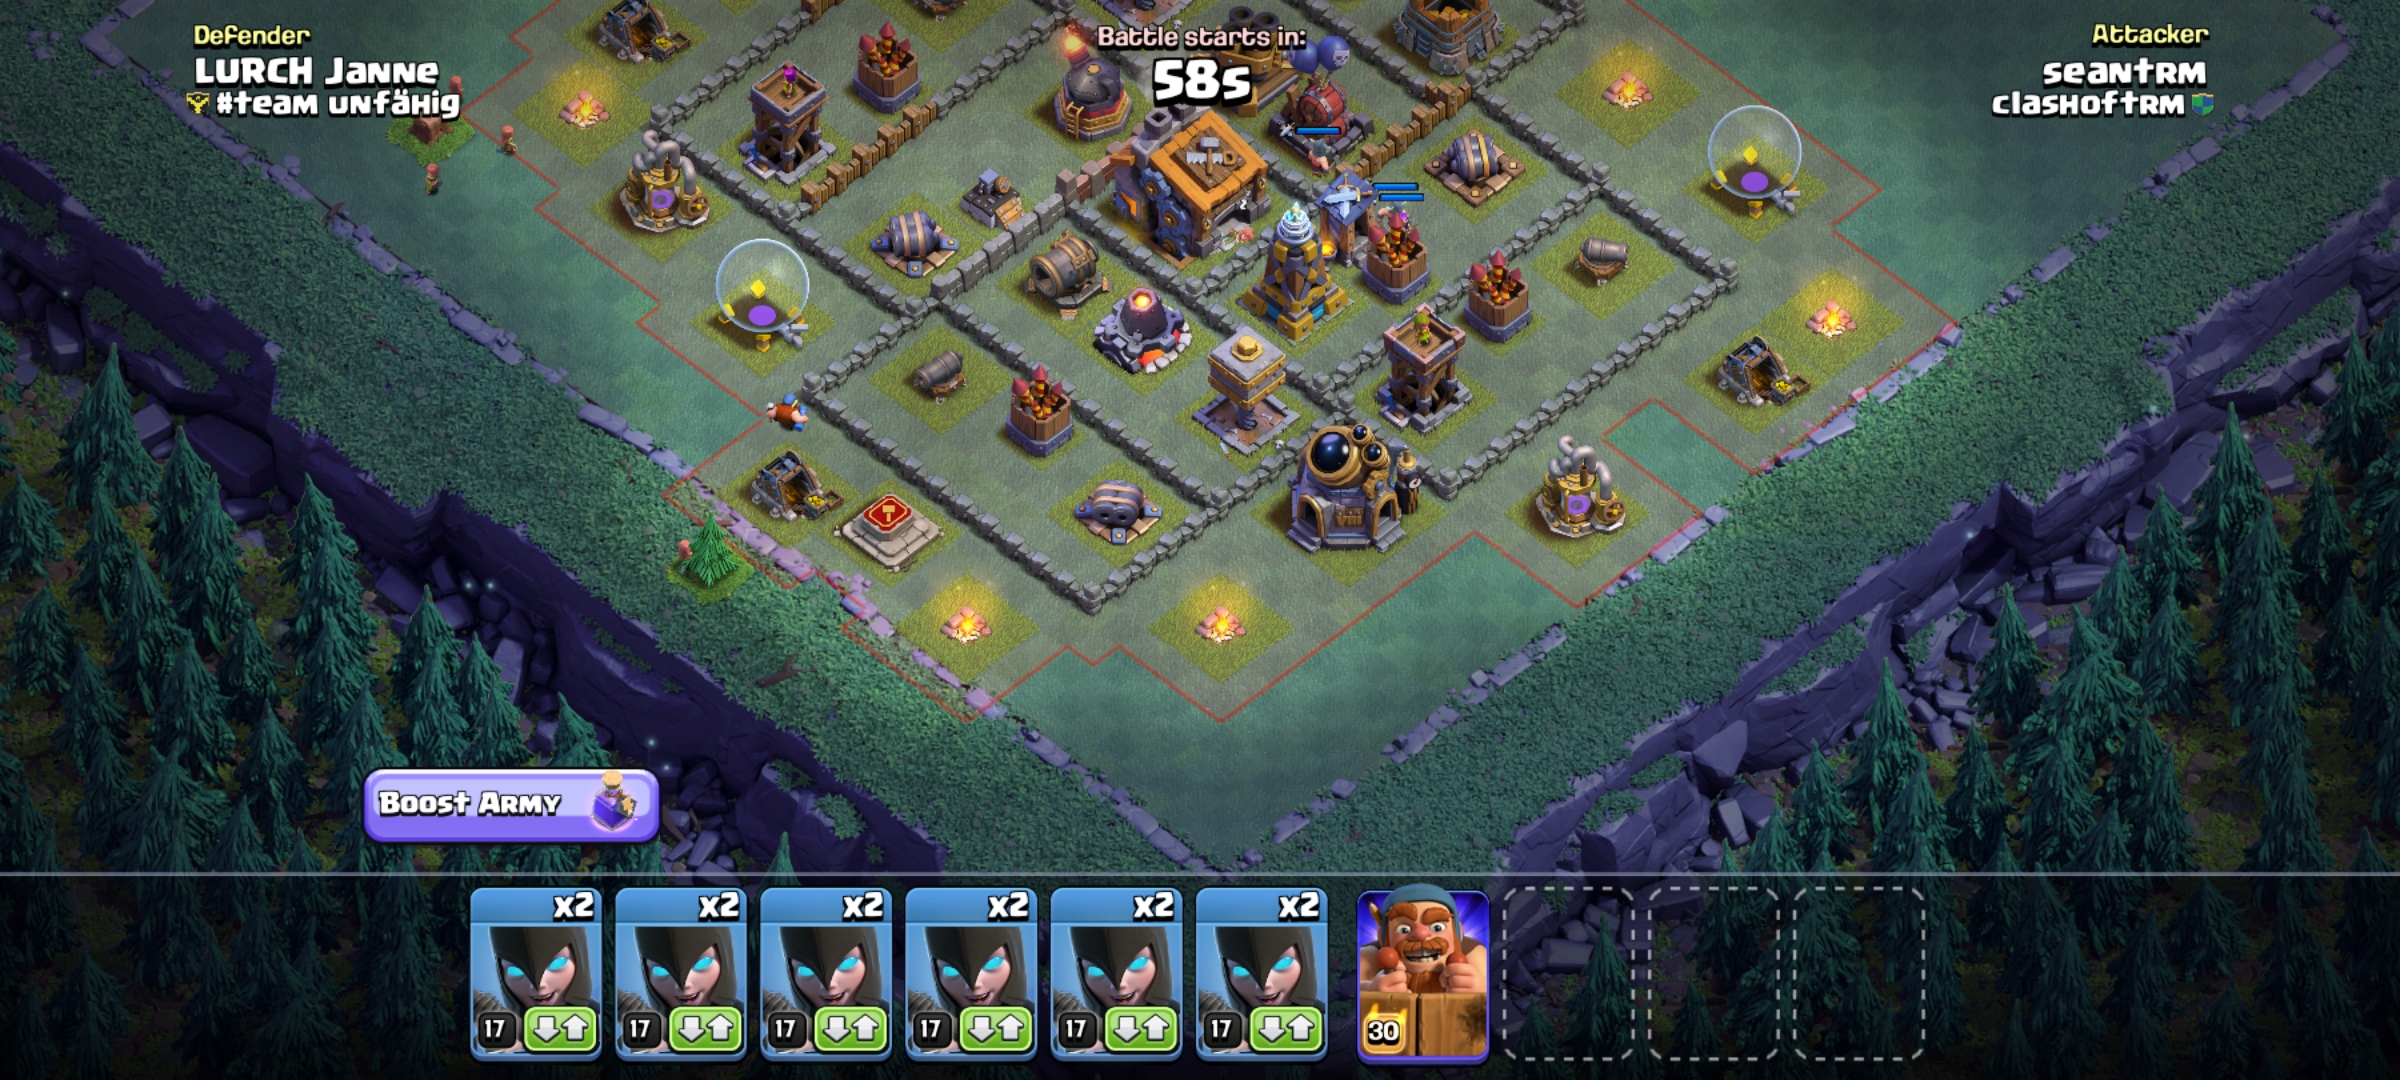 Defender
LURCH Janne
#team unfähig
Battle starts in:
58s
Attacker
seantRM
clashoftRM
Boost Army
x2
x2
x2
x2
x2
x2
17
17
17
17
17
17
30